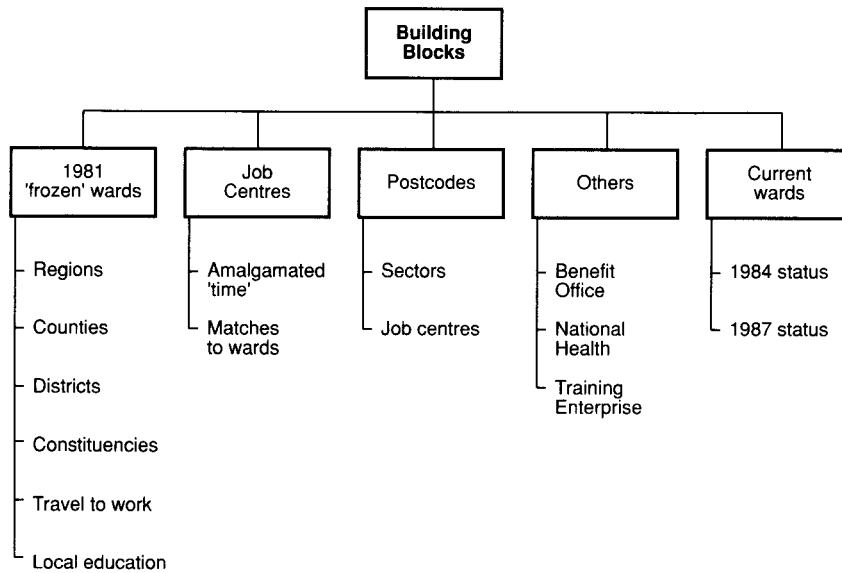 Building
Blocks
1981
'frozen' wards
Regions
Counties
Districts
Constituencies
Travel to work
Local education
Job
Centres
Amalgamated
'time'
Matches
to wards
Postcodes
Sectors
Job centres
Others
Benefit
Office
National
Health
Training
Enterprise
Current
wards
1984 status
1987 status